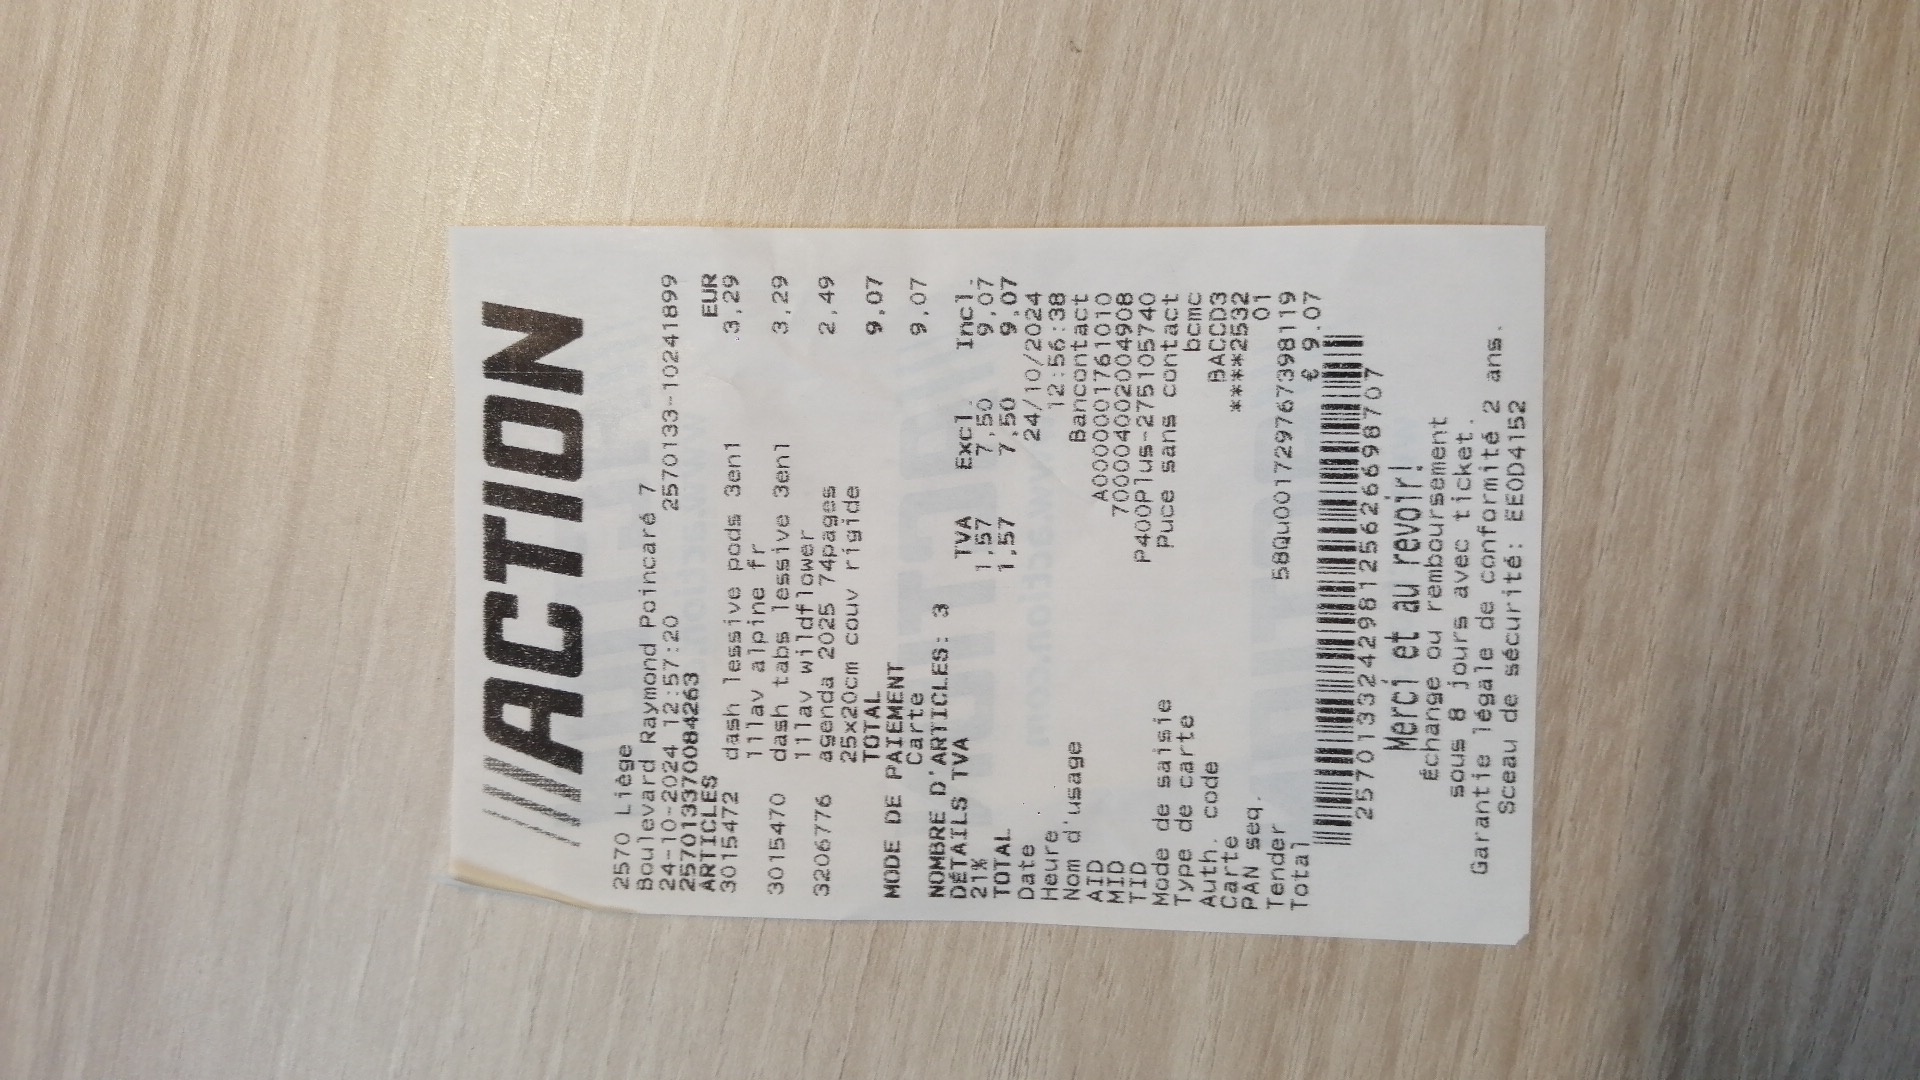 ACTION
2570 Liège
Boulevard Raymond Poincaré 7
24-10-2024 12:57:20 2570133-10241899
257013370084263
ARTICLES EUR
3015472 dash lessive pods 3en1 3,29
11lav alpine fr
3015470 dash tabs lessive 3en1 3,29
11lav wildflower
3206776 agenda 2025 74pages 2,49
25x20cm couv rigide
TOTAL 9,07
MODE DE PAIEMENT
Carte 9,07
NOMBRE D'ARTICLES: 3
DÉTAILS TVA TVA Excl. Incl.
21% 1,57 7,50 9,07
TOTAL 1,57 7,50 9,07
Date 24/10/2024
Heure 12:56:38
Nom d'usage Bancontact
AID A0000001761010
MID 7000040020049​08
TID P400Plus-275105740
Mode de saisie Puce sans contact
Type de carte bcmc
Auth. code BACCD3
Carte ****2532
PAN seq. 01
Tender 58Qu001729767398119
Total € 9.07
257013324298125626698707
Merci et au revoir!
Échange ou remboursement
sous 8 jours avec ticket.
Garantie légale de conformité 2 ans.
Sceau de sécurité: EE0D4152